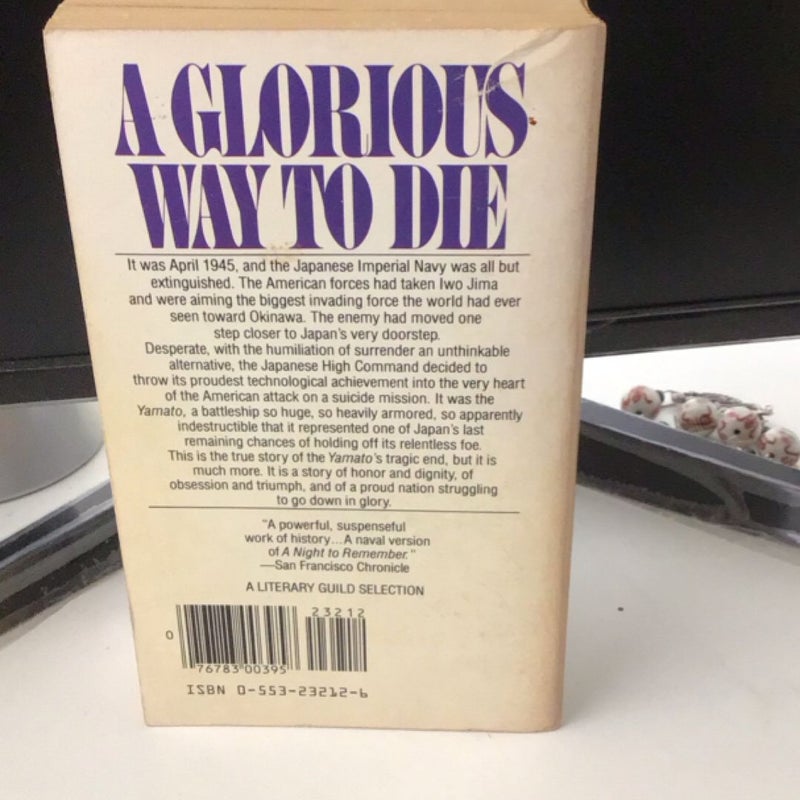 A GLORIOUS
WAY TO DIE
It was April 1945, and the Japanese Imperial Navy was all but
extinguished. The American forces had taken Iwo Jima
and were aiming the biggest invading force the world had ever
seen toward Okinawa. The enemy had moved one
step closer to Japan's very doorstep.
Desperate, with the humiliation of surrender an unthinkable
alternative, the Japanese High Command decided to
throw its proudest technological achievement into the very heart
of the American attack on a suicide mission. It was the
Yamato, a battleship so huge, so heavily armored, so apparently
indestructible that it represented one of Japan's last
remaining chances of holding off its relentless foe.
This is the true story of the Yamato's tragic end, but it is
much more. It is a story of honor and dignity, of
obsession and triumph, and of a proud nation struggling
to go down in glory.
"A powerful, suspenseful
work of history...A naval version
of A Night to Remember."
—San Francisco Chronicle
A LITERARY GUILD SELECTION
23212
0
76783 00395
ISBN 0-553-23212-6